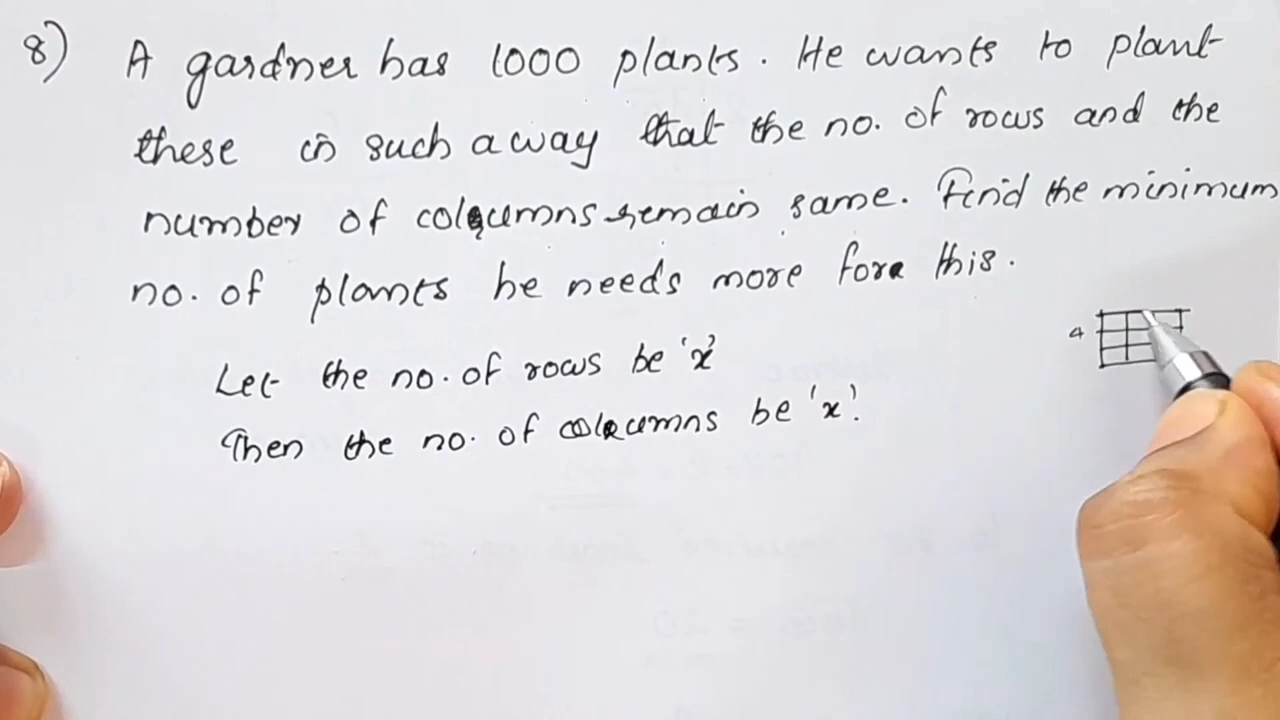 8) A gardner has 1000 plants. He wants to plant
these in such a way that the no. of rows and the
number of columns remain same. Find the minimum
no. of plants he needs more for this.
4
Let the no. of rows be 'x'
Then the no. of columns be 'x'.